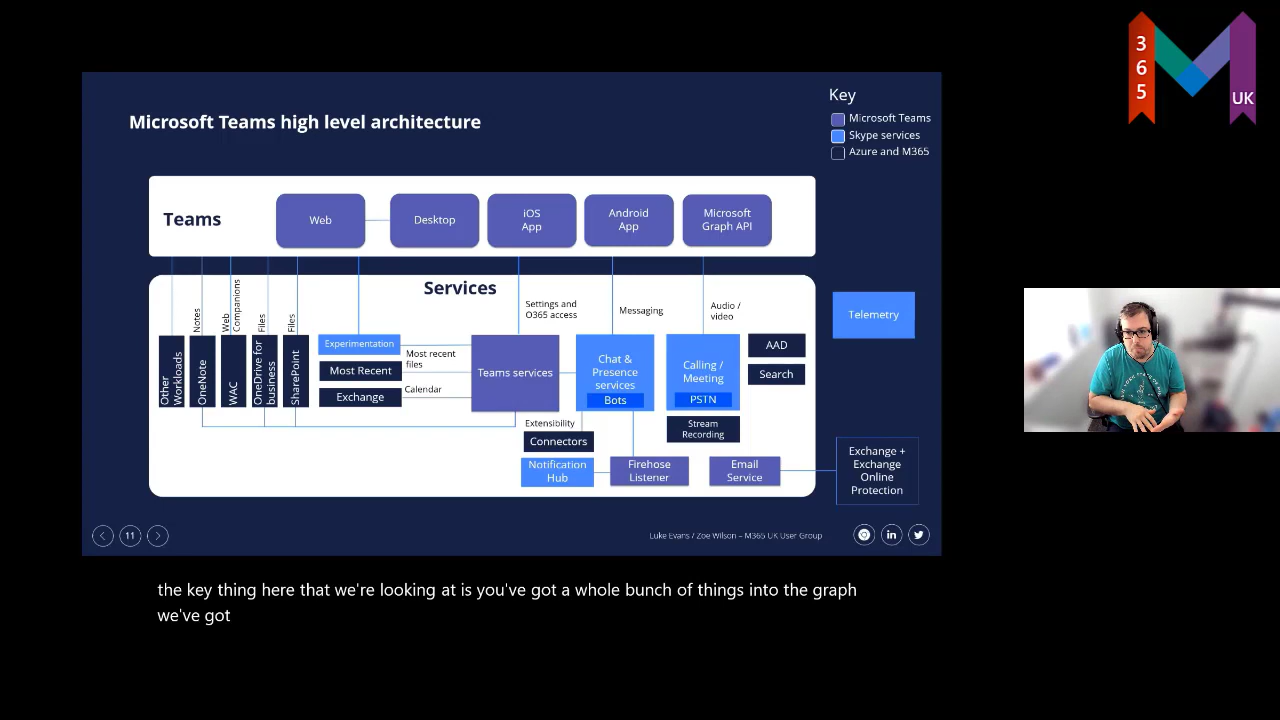 3
6
5
UK
Microsoft Teams high level architecture
Key
Microsoft Teams
Skype services
Azure and M365
Teams
Web
Desktop
iOS
App
Android
App
Microsoft
Graph API
Services
Notes
Web
Companions
Files
Files
Settings and
O365 access
Messaging
Audio /
video
Telemetry
Other
Workloads
OneNote
WAC
OneDrive for
business
SharePoint
Experimentation
Most Recent
Exchange
Most recent
files
Calendar
Teams services
Chat &
Presence
services
Bots
Calling /
Meeting
PSTN
AAD
Search
Stream
Recording
Extensibility
Connectors
Notification
Hub
Firehose
Listener
Email
Service
Exchange +
Exchange
Online
Protection
11
Luke Evans / Zoe Wilson – M365 UK User Group
in
the key thing here that we're looking at is you've got a whole bunch of things into the graph
we've got